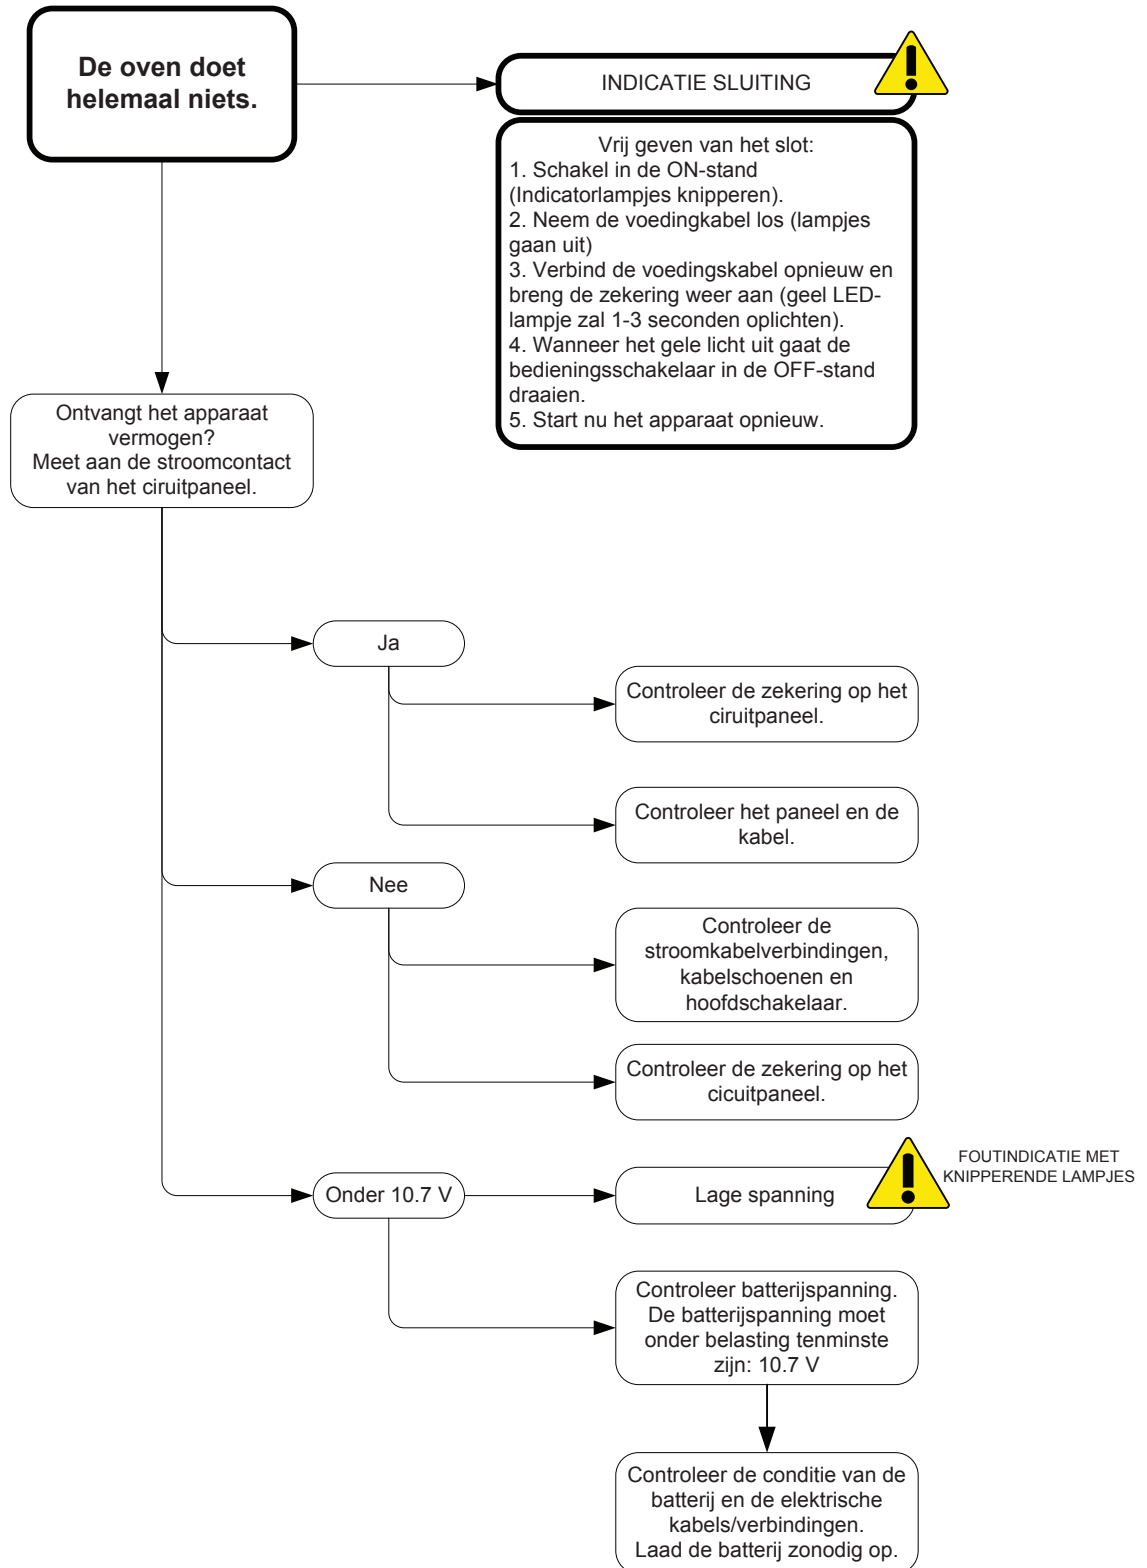 De oven doet
helemaal niets.
INDICATIE SLUITING
Vrij geven van het slot:
1. Schakel in de ON-stand
(Indicatorlampjes knipperen).
2. Neem de voedingkabel los (lampjes
gaan uit)
3. Verbind de voedingskabel opnieuw en
breng de zekering weer aan (geel LED-
lampje zal 1-3 seconden oplichten).
4. Wanneer het gele licht uit gaat de
bedieningsschakelaar in de OFF-stand
draaien.
5. Start nu het apparaat opnieuw.
Ontvangt het apparaat
vermogen?
Meet aan de stroomcontact
van het ciruitpaneel.
Ja
Controleer de zekering op het
ciruitpaneel.
Controleer het paneel en de
kabel.
Nee
Controleer de
stroomkabelverbindingen,
kabelschoenen en
hoofdschakelaar.
Controleer de zekering op het
cicuitpaneel.
Onder 10.7 V
Lage spanning
FOUTINDICATIE MET
KNIPPERENDE LAMPJES
Controleer batterijspanning.
De batterijspanning moet
onder belasting tenminste
zijn: 10.7 V
Controleer de conditie van de
batterij en de elektrische
kabels/verbindingen.
Laad de batterij zonodig op.